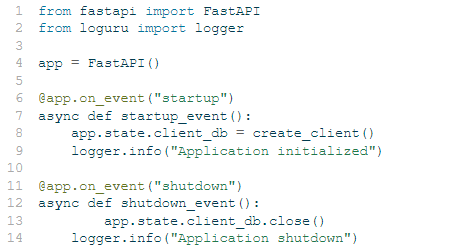 1 from fastapi import FastAPI
2 from loguru import logger
3
4 app = FastAPI()
5
6 @app.on_event("startup")
7 async def startup_event():
8     app.state.client_db = create_client()
9     logger.info("Application initialized")
10
11 @app.on_event("shutdown")
12 async def shutdown_event():
13         app.state.client_db.close()
14     logger.info("Application shutdown")